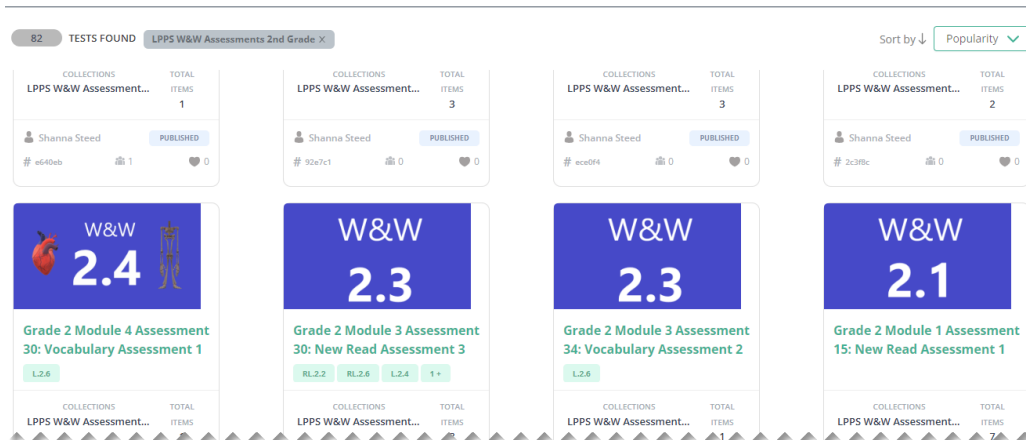 82 TESTS FOUND LPPS W&W Assessments 2nd Grade X Sort by↓ Popularity
COLLECTIONS TOTAL COLLECTIONS TOTAL COLLECTIONS TOTAL COLLECTIONS TOTAL
LPPS W&W Assessment... ITEMS LPPS W&W Assessment... ITEMS LPPS W&W Assessment... ITEMS LPPS W&W Assessment... ITEMS
1 3 3 2
Shanna Steed PUBLISHED Shanna Steed PUBLISHED Shanna Steed PUBLISHED Shanna Steed PUBLISHED
# e640eb 1 0 # 92e7c1 0 0 # ece0f4 0 0 # 2c3f8c 0 0
W&W W&W W&W W&W
2.4 2.3 2.3 2.1
Grade 2 Module 4 Assessment Grade 2 Module 3 Assessment Grade 2 Module 3 Assessment Grade 2 Module 1 Assessment
30: Vocabulary Assessment 1 30: New Read Assessment 3 34: Vocabulary Assessment 2 15: New Read Assessment 1
L.2.6 RL.2.2 RL.2.6 L.2.4 1 + L.2.6
COLLECTIONS TOTAL COLLECTIONS TOTAL COLLECTIONS TOTAL COLLECTIONS TOTAL
LPPS W&W Assessment... ITEMS LPPS W&W Assessment... ITEMS LPPS W&W Assessment... ITEMS LPPS W&W Assessment... ITEMS
1 7